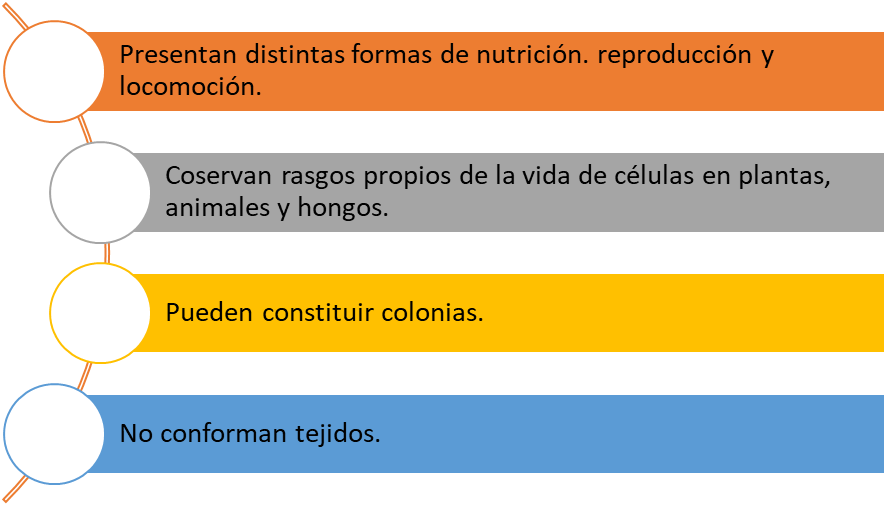 Presentan distintas formas de nutrición. reproducción y
locomoción.
Coservan rasgos propios de la vida de células en plantas,
animales y hongos.
Pueden constituir colonias.
No conforman tejidos.